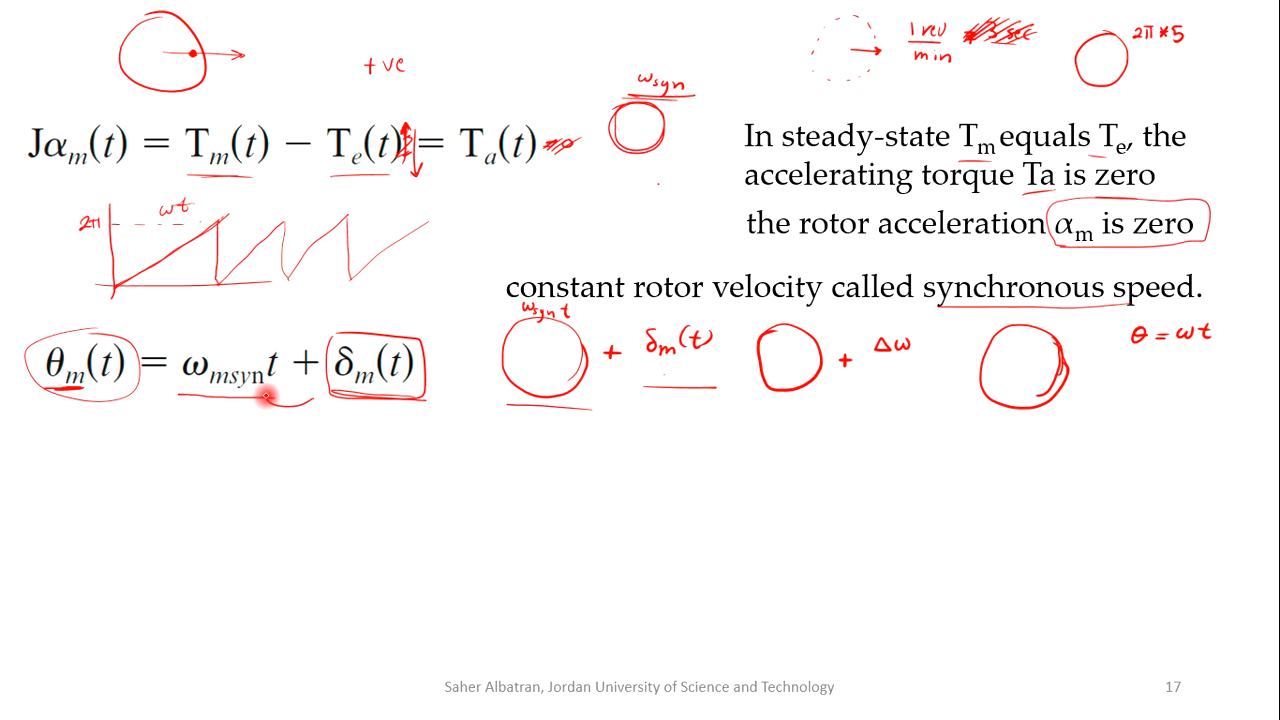 1 rev
min
2π*5
+ve
ωsyn
Jαm(t) = Tm(t) − Te(t) = Ta(t)
In steady-state Tm equals Te, the
accelerating torque Ta is zero
the rotor acceleration αm is zero
2π
ωt
constant rotor velocity called synchronous speed.
θm(t) = ωmsynt + δm(t)
ωsyn t
+ δm(t)
+ Δω
θ = ωt
Saher Albatran, Jordan University of Science and Technology
17